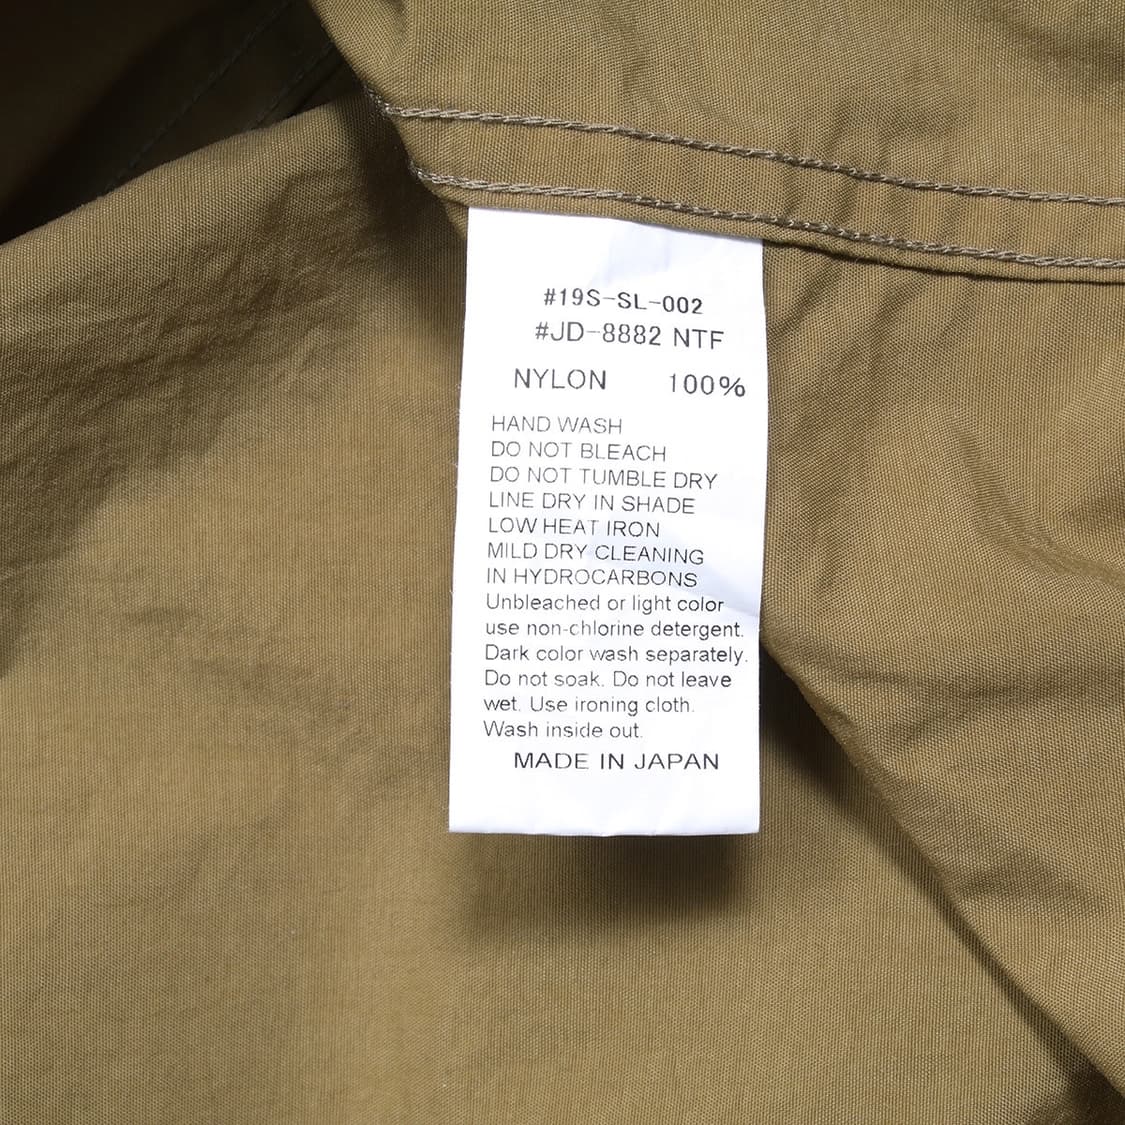 #19S-SL-002
#JD-8882 NTF
NYLON 100%
HAND WASH
DO NOT BLEACH
DO NOT TUMBLE DRY
LINE DRY IN SHADE
LOW HEAT IRON
MILD DRY CLEANING
IN HYDROCARBONS
Unbleached or light color
use non-chlorine detergent.
Dark color wash separately.
Do not soak. Do not leave
wet. Use ironing cloth.
Wash inside out.
MADE IN JAPAN